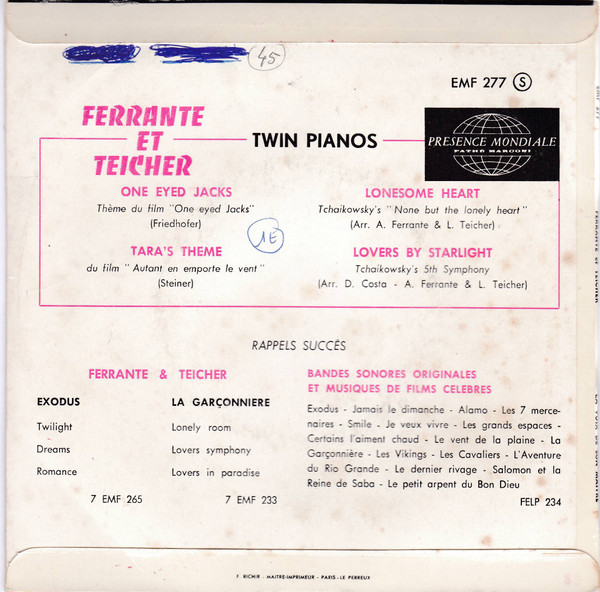 45
EMF 277 S
FERRANTE
ET
TEICHER
TWIN PIANOS
PRESENCE MONDIALE
PATHÉ MARCONI
ONE EYED JACKS
Thème du film "One eyed Jacks"
(Friedhofer)
LONESOME HEART
Tchaikowsky's "None but the lonely heart"
(Arr. A. Ferrante & L. Teicher)
1E
TARA'S THEME
du film "Autant en emporte le vent"
(Steiner)
LOVERS BY STARLIGHT
Tchaikowsky's 5th Symphony
(Arr. D. Costa - A. Ferrante & L. Teicher)
RAPPELS SUCCÈS
FERRANTE & TEICHER
EXODUS
Twilight
Dreams
Romance
7 EMF 265
LA GARÇONNIERE
Lonely room
Lovers symphony
Lovers in paradise
7 EMF 233
BANDES SONORES ORIGINALES
ET MUSIQUES DE FILMS CELEBRES
Exodus - Jamais le dimanche - Alamo - Les 7 merce-
naires - Smile - Je veux vivre - Les grands espaces -
Certains l'aiment chaud - Le vent de la plaine - La
Garçonnière - Les Vikings - Les Cavaliers - L'Aventure
du Rio Grande - Le dernier rivage - Salomon et la
Reine de Saba - Le petit arpent du Bon Dieu
FELP 234
F. RICHIR - MAITRE-IMPRIMEUR - PARIS - LE PERREUX